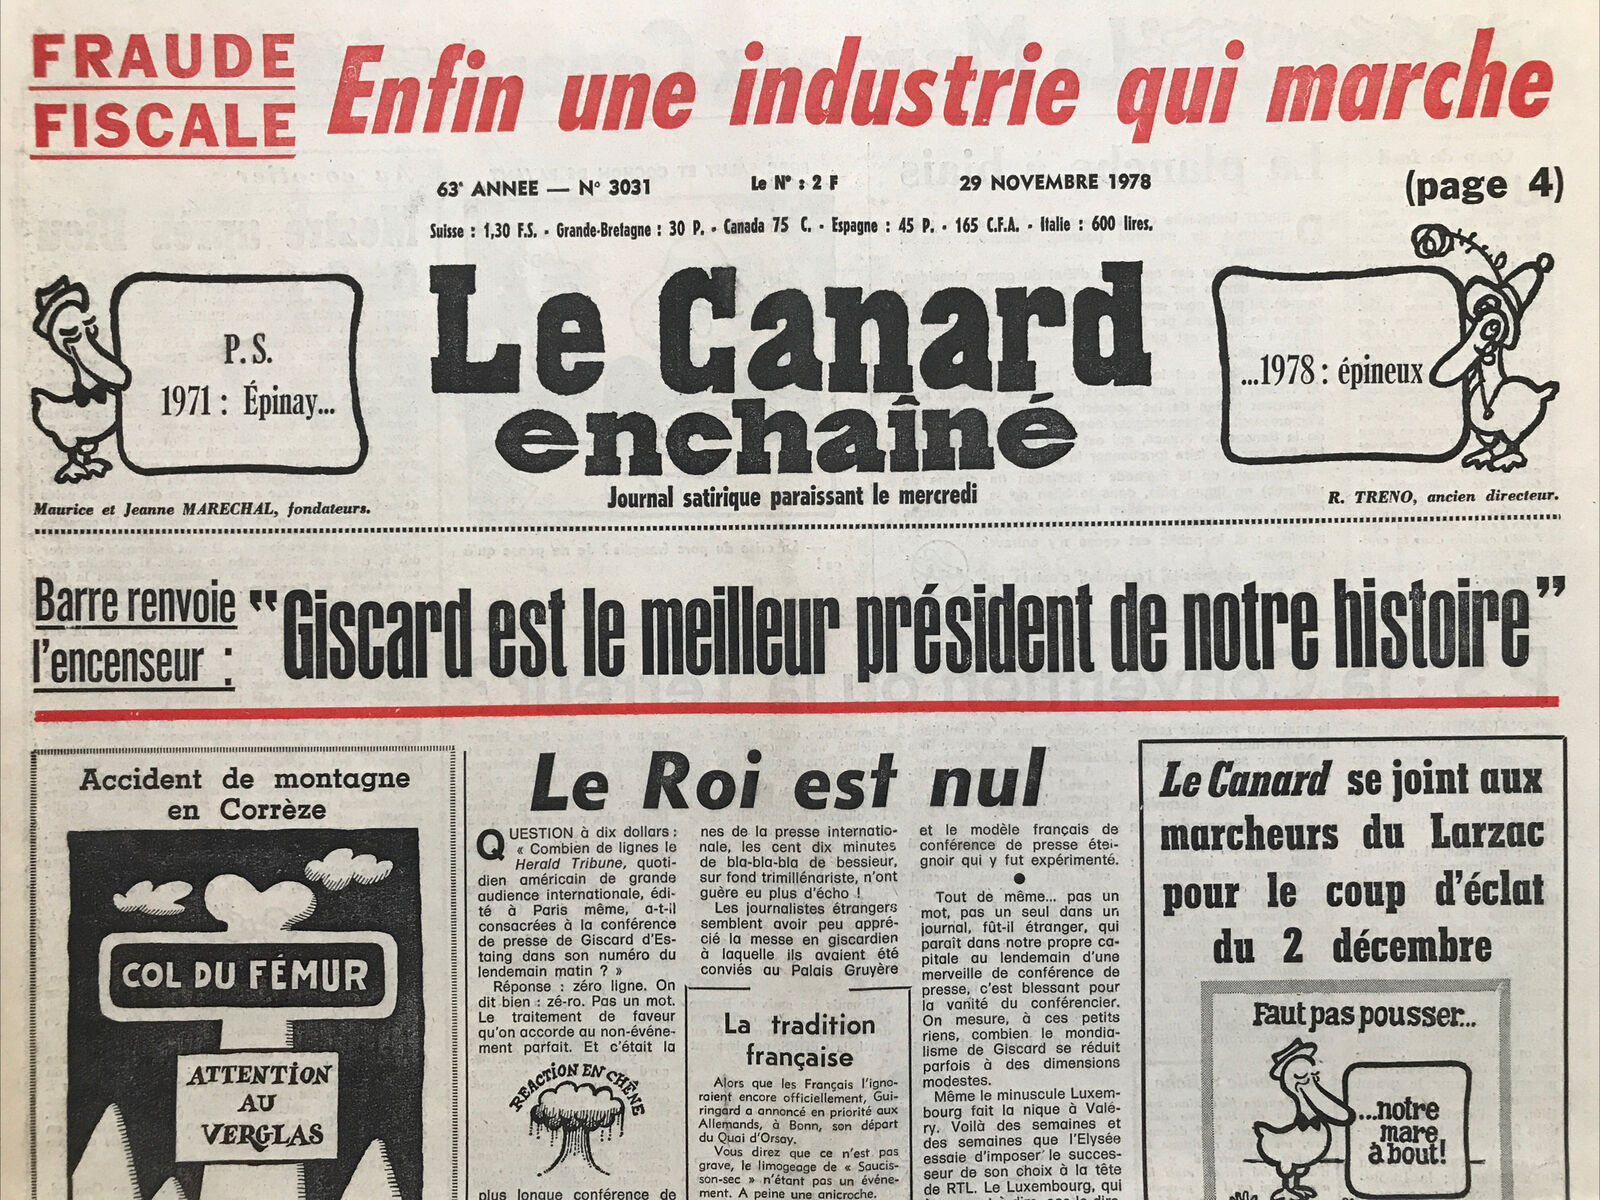 FRAUDE
FISCALE
Enfin une industrie qui marche
63e ANNEE — N° 3031
Le N° : 2 F
29 NOVEMBRE 1978
(page 4)
Suisse : 1,30 F.S. - Grande-Bretagne : 30 P. - Canada 75 C. - Espagne : 45 P. - 165 C.F.A. - Italie : 600 lires.
P. S.
1971 : Épinay...
Le Canard
enchaîné
...1978 : épineux
Journal satirique paraissant le mercredi
Maurice et Jeanne MARECHAL, fondateurs.
R. TRENO, ancien directeur.
Barre renvoie
l'encenseur :
"Giscard est le meilleur président de notre histoire"
Accident de montagne
en Corrèze
COL DU FÉMUR
ATTENTION
AU
VERGLAS
Le Roi est nul
QUESTION à dix dollars :
« Combien de lignes le
Herald Tribune, quoti-
dien américain de grande
audience internationale, édi-
té à Paris même, a-t-il
consacrées à la conférence
de presse de Giscard d'Es-
taing dans son numéro du
lendemain matin ? »
Réponse : zéro ligne. On
dit bien : zé-ro. Pas un mot.
Le traitement de faveur
qu'on accorde au non-événe-
ment parfait. Et c'était la
REACTION EN CHÊNE
plus longue conférence de
nes de la presse internatio-
nale, les cent dix minutes
de bla-bla-bla de bessieur,
sur fond trimillénariste, n'ont
guère eu plus d'écho !
Les journalistes étrangers
semblent avoir peu appré-
cié la messe en giscardien
à laquelle ils avaient été
conviés au Palais Gruyère
La tradition
française
Alors que les Français l'igno-
raient encore officiellement, Gui-
ringard a annoncé en priorité aux
Allemands, à Bonn, son départ
du Quai d'Orsay.
Vous direz que ce n'est pas
grave, le limogeage de « Saucis-
son-sec » n'étant pas un événe-
ment. A peine une anicroche.
et le modèle français de
conférence de presse étei-
gnoir qui y fut expérimenté.
Tout de même... pas un
mot, pas un seul dans un
journal, fût-il étranger, qui
paraît dans notre propre ca-
pitale au lendemain d'une
merveille de conférence de
presse, c'est blessant pour
la vanité du conférencier.
On mesure, à ces petits
riens, combien le mondia-
lisme de Giscard se réduit
parfois à des dimensions
modestes.
Même le minuscule Luxem-
bourg fait la nique à Valé-
ry. Voilà des semaines et
des semaines que l'Elysée
essaie d'imposer le succes-
seur de son choix à la tête
de RTL. Le Luxembourg, qui
Le Canard se joint aux
marcheurs du Larzac
pour le coup d'éclat
du 2 décembre
Faut pas pousser...
...notre
mare
à bout!